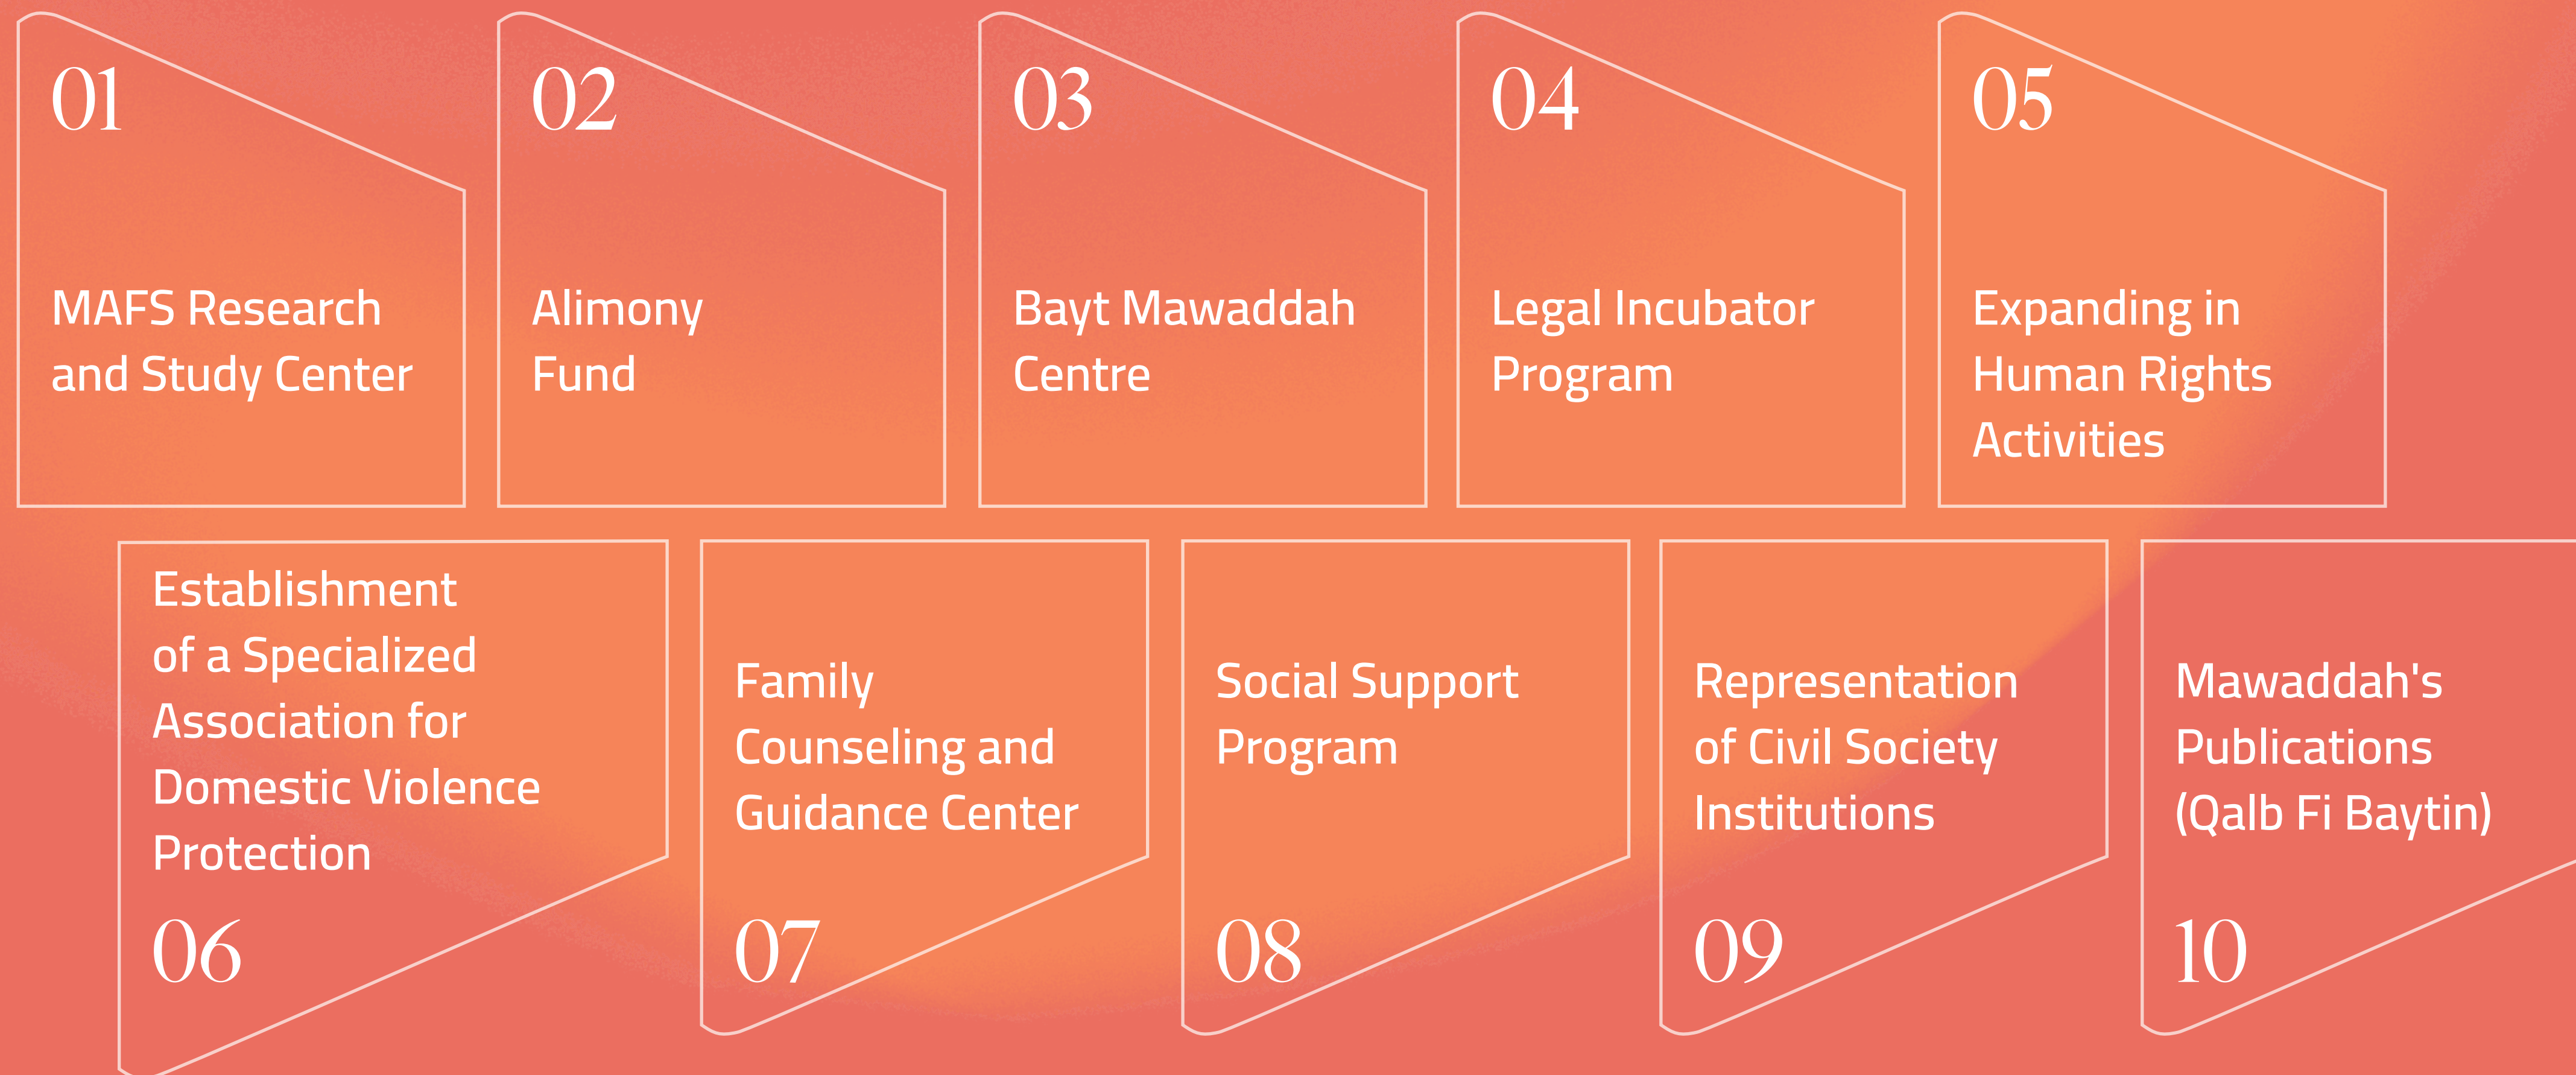 01
MAFS Research
and Study Center
02
Alimony
Fund
03
Bayt Mawaddah
Centre
04
Legal Incubator
Program
05
Expanding in
Human Rights
Activities
Establishment
of a Specialized
Association for
Domestic Violence
Protection
06
Family
Counseling and
Guidance Center
07
Social Support
Program
08
Representation
of Civil Society
Institutions
09
Mawaddah's
Publications
(Qalb Fi Baytin)
10